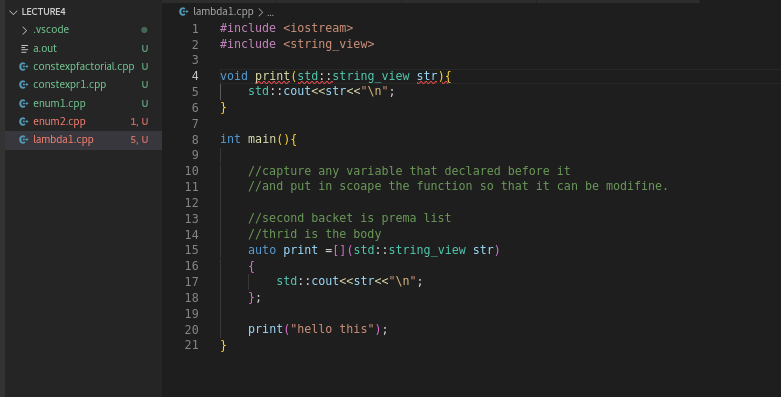 LECTURE4
.vscode
a.out U
constexpfactorial.cpp U
constexpr1.cpp U
enum1.cpp U
enum2.cpp 1, U
lambda1.cpp 5, U
lambda1.cpp > ...
1 #include <iostream>
2 #include <string_view>
3
4 void print(std::string_view str){
5 std::cout<<str<<"\n";
6 }
7
8 int main(){
9
10 //capture any variable that declared before it
11 //and put in scoape the function so that it can be modifine.
12
13 //second backet is prema list
14 //thrid is the body
15 auto print =[](std::string_view str)
16 {
17 std::cout<<str<<"\n";
18 };
19
20 print("hello this");
21 }